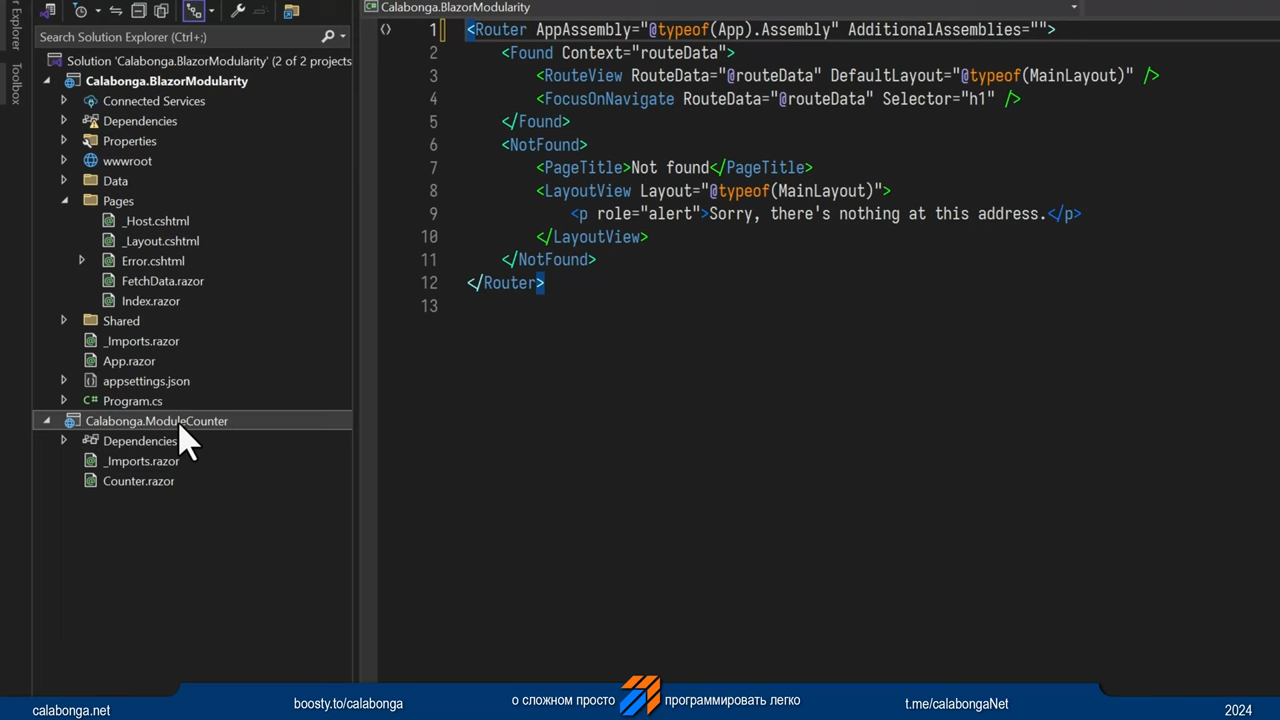 r Explorer
Toolbox
Search Solution Explorer (Ctrl+;)
Solution 'Calabonga.BlazorModularity' (2 of 2 projects
Calabonga.BlazorModularity
Connected Services
Dependencies
Properties
wwwroot
Data
Pages
_Host.cshtml
_Layout.cshtml
Error.cshtml
FetchData.razor
Index.razor
Shared
_Imports.razor
App.razor
appsettings.json
C# Program.cs
Calabonga.ModuleCounter
Dependencies
_Imports.razor
Counter.razor
Calabonga.BlazorModularity
1 <Router AppAssembly="@typeof(App).Assembly" AdditionalAssemblies="">
2 <Found Context="routeData">
3 <RouteView RouteData="@routeData" DefaultLayout="@typeof(MainLayout)" />
4 <FocusOnNavigate RouteData="@routeData" Selector="h1" />
5 </Found>
6 <NotFound>
7 <PageTitle>Not found</PageTitle>
8 <LayoutView Layout="@typeof(MainLayout)">
9 <p role="alert">Sorry, there's nothing at this address.</p>
10 </LayoutView>
11 </NotFound>
12 </Router>
13
calabonga.net
boosty.to/calabonga
о сложном просто программировать легко
t.me/calabongaNet
2024